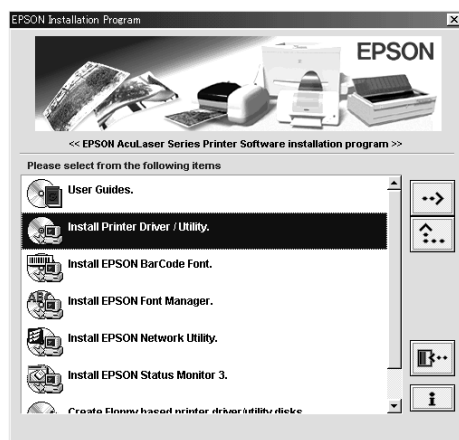 EPSON Installation Program
EPSON
<< EPSON AcuLaser Series Printer Software installation program >>
Please select from the following items
User Guides.
Install Printer Driver / Utility.
Install EPSON BarCode Font.
Install EPSON Font Manager.
Install EPSON Network Utility.
Install EPSON Status Monitor 3.
Create Floppy based printer driver/utility disks